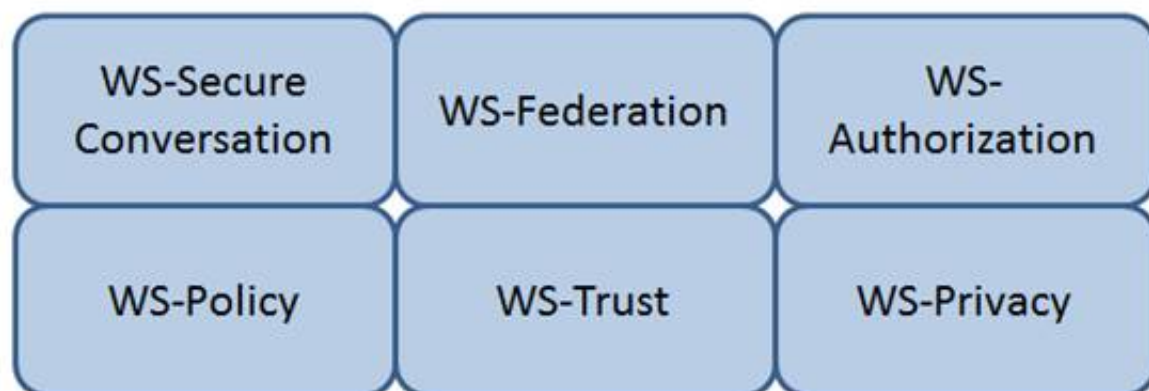 WS-Secure
Conversation
WS-Federation
WS-
Authorization
WS-Policy
WS-Trust
WS-Privacy